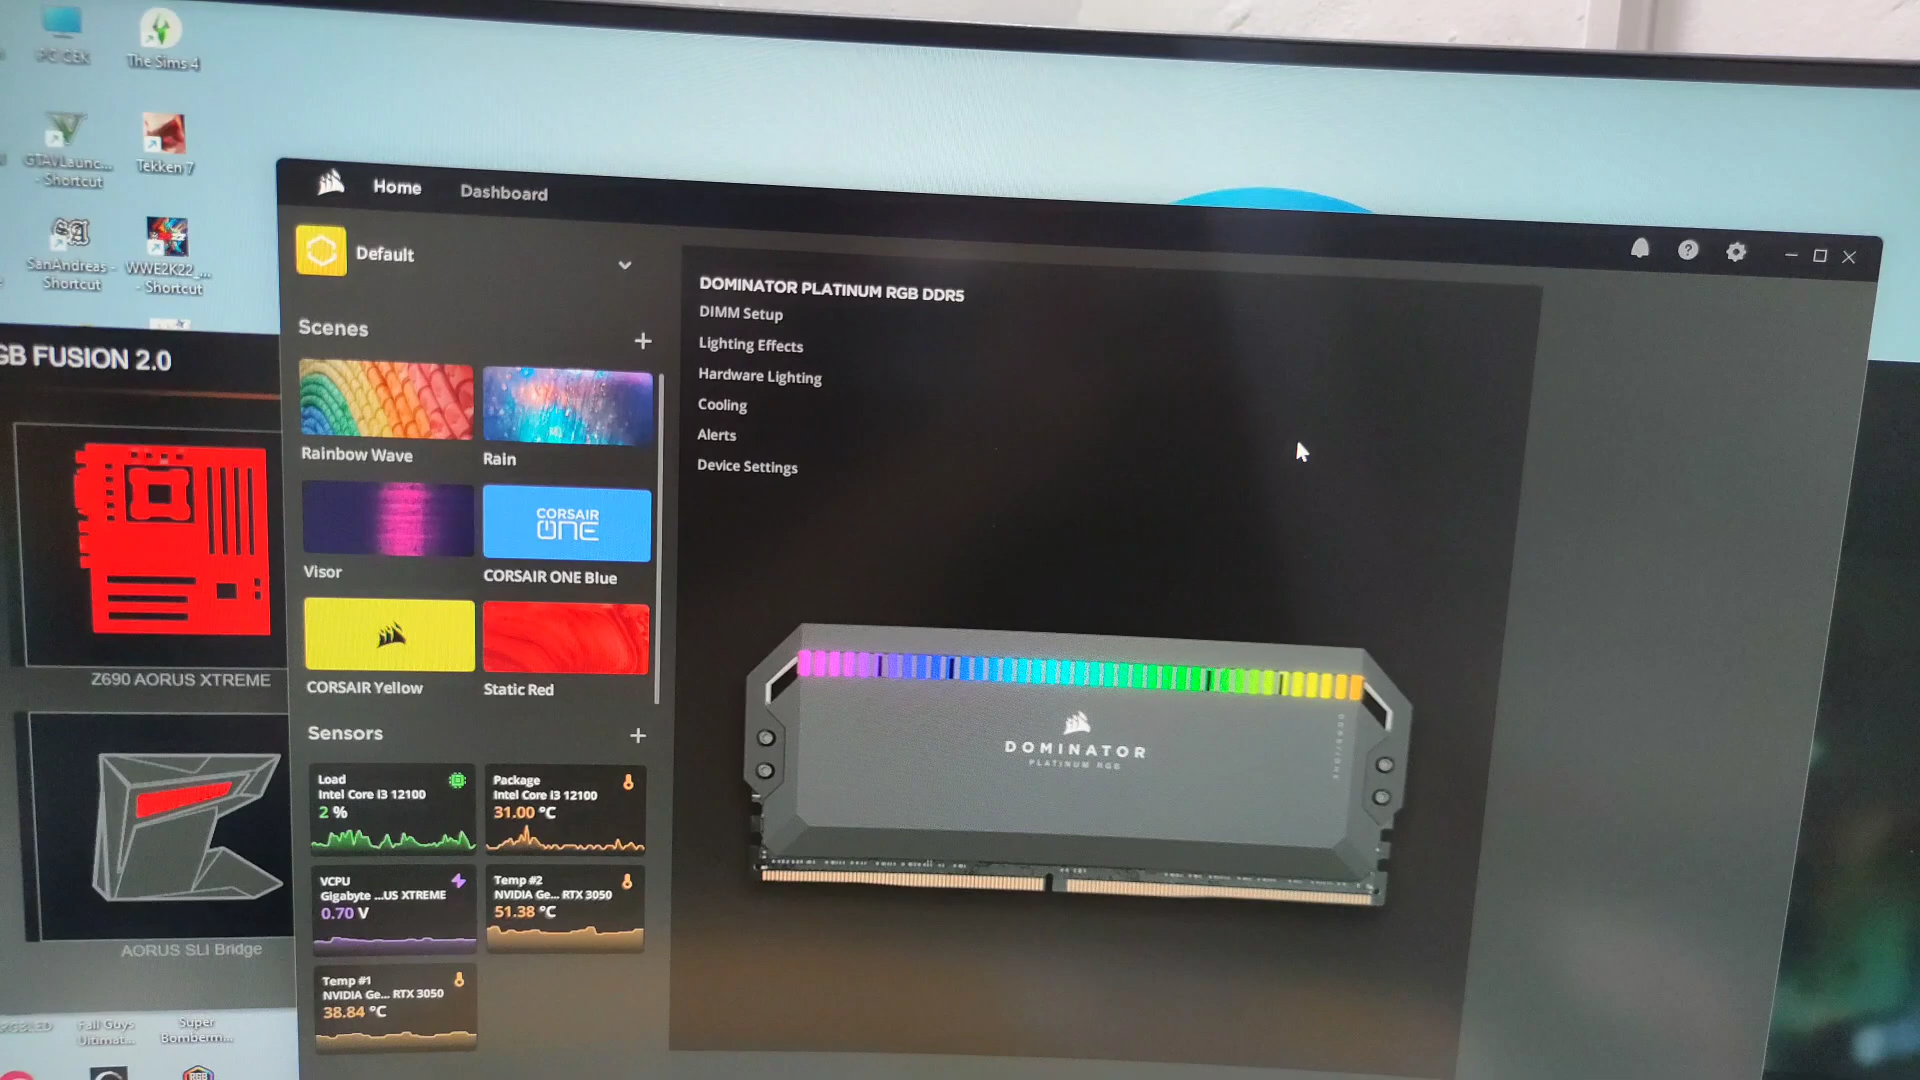 The Sims 4
GTAVLaunc...
- Shortcut
Tekken 7
SanAndreas -
Shortcut
WWE2K22_...
- Shortcut
GB FUSION 2.0
Z690 AORUS XTREME
AORUS SLI Bridge
Fall Guys
Ultimat...
Super
Bomberm...
RGB
Home
Dashboard
Default
Scenes
Rainbow Wave
Rain
Visor
CORSAIR
ONE
CORSAIR ONE Blue
CORSAIR Yellow
Static Red
Sensors
Load
Intel Core i3 12100
2 %
Package
Intel Core i3 12100
31.00 °C
VCPU
Gigabyte ...US XTREME
0.70 V
Temp #2
NVIDIA Ge... RTX 3050
51.38 °C
Temp #1
NVIDIA Ge... RTX 3050
38.84 °C
DOMINATOR PLATINUM RGB DDR5
DIMM Setup
Lighting Effects
Hardware Lighting
Cooling
Alerts
Device Settings
DOMINATOR
PLATINUM RGB